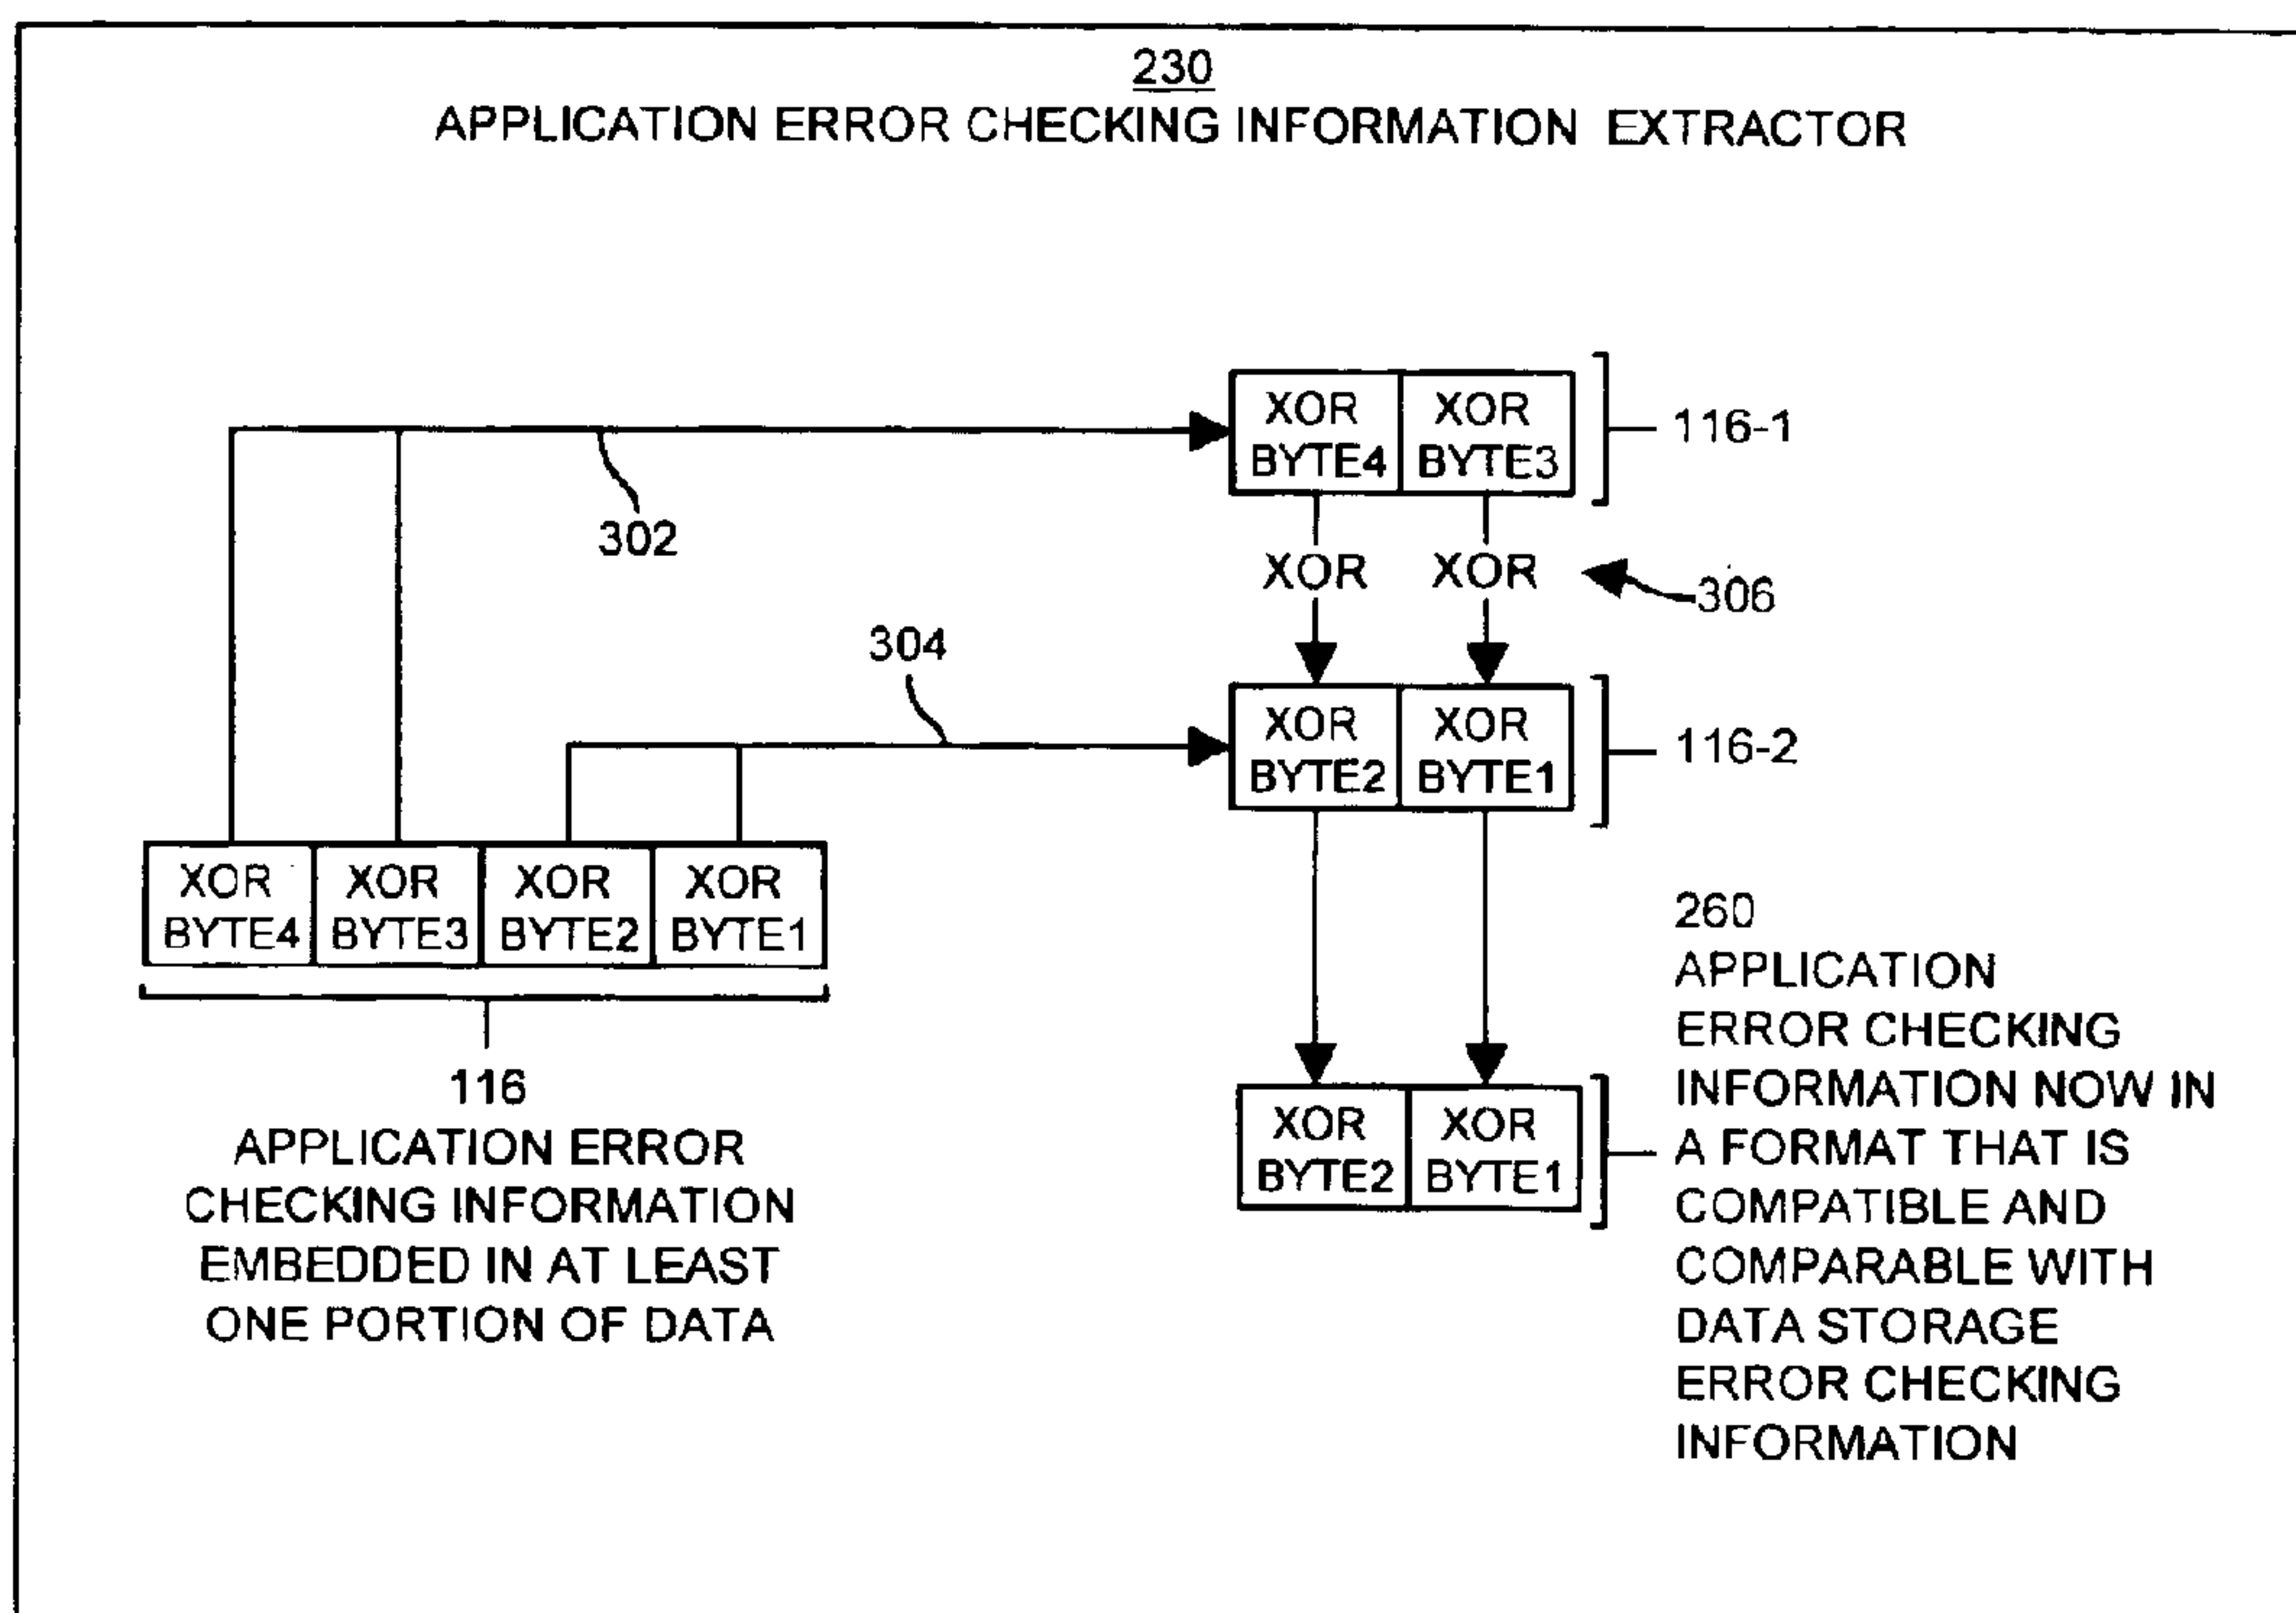 230
APPLICATION ERROR CHECKING INFORMATION EXTRACTOR
XOR XOR
BYTE4 BYTE3
116-1
302
XOR XOR
306
304
XOR XOR
BYTE2 BYTE1
116-2
XOR XOR XOR XOR
BYTE4 BYTE3 BYTE2 BYTE1
116
APPLICATION ERROR
CHECKING INFORMATION
EMBEDDED IN AT LEAST
ONE PORTION OF DATA
XOR XOR
BYTE2 BYTE1
260
APPLICATION
ERROR CHECKING
INFORMATION NOW IN
A FORMAT THAT IS
COMPATIBLE AND
COMPARABLE WITH
DATA STORAGE
ERROR CHECKING
INFORMATION